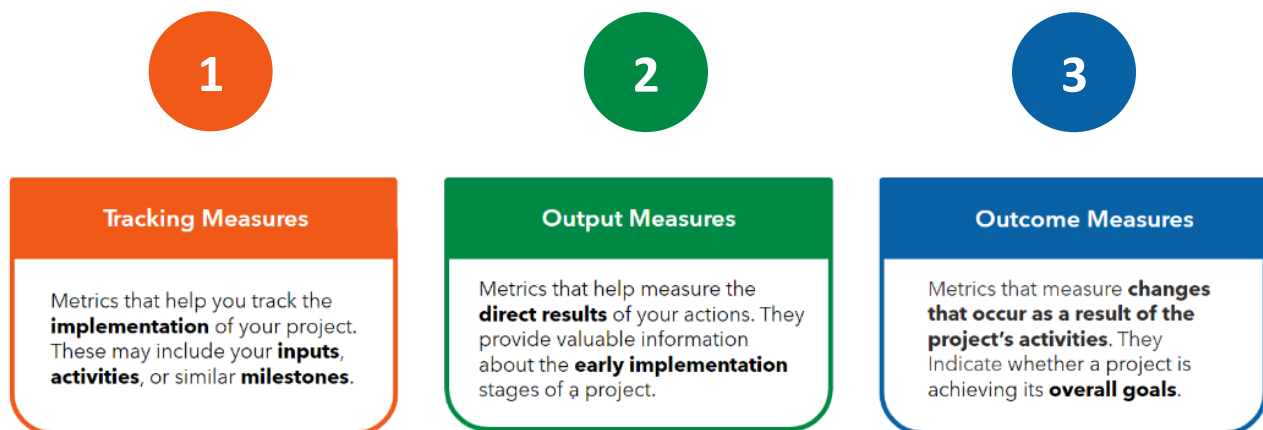 1
2
3
Tracking Measures
Metrics that help you track the
implementation of your project.
These may include your inputs,
activities, or similar milestones.
Output Measures
Metrics that help measure the
direct results of your actions. They
provide valuable information
about the early implementation
stages of a project.
Outcome Measures
Metrics that measure changes
that occur as a result of the
project's activities. They
Indicate whether a project is
achieving its overall goals.